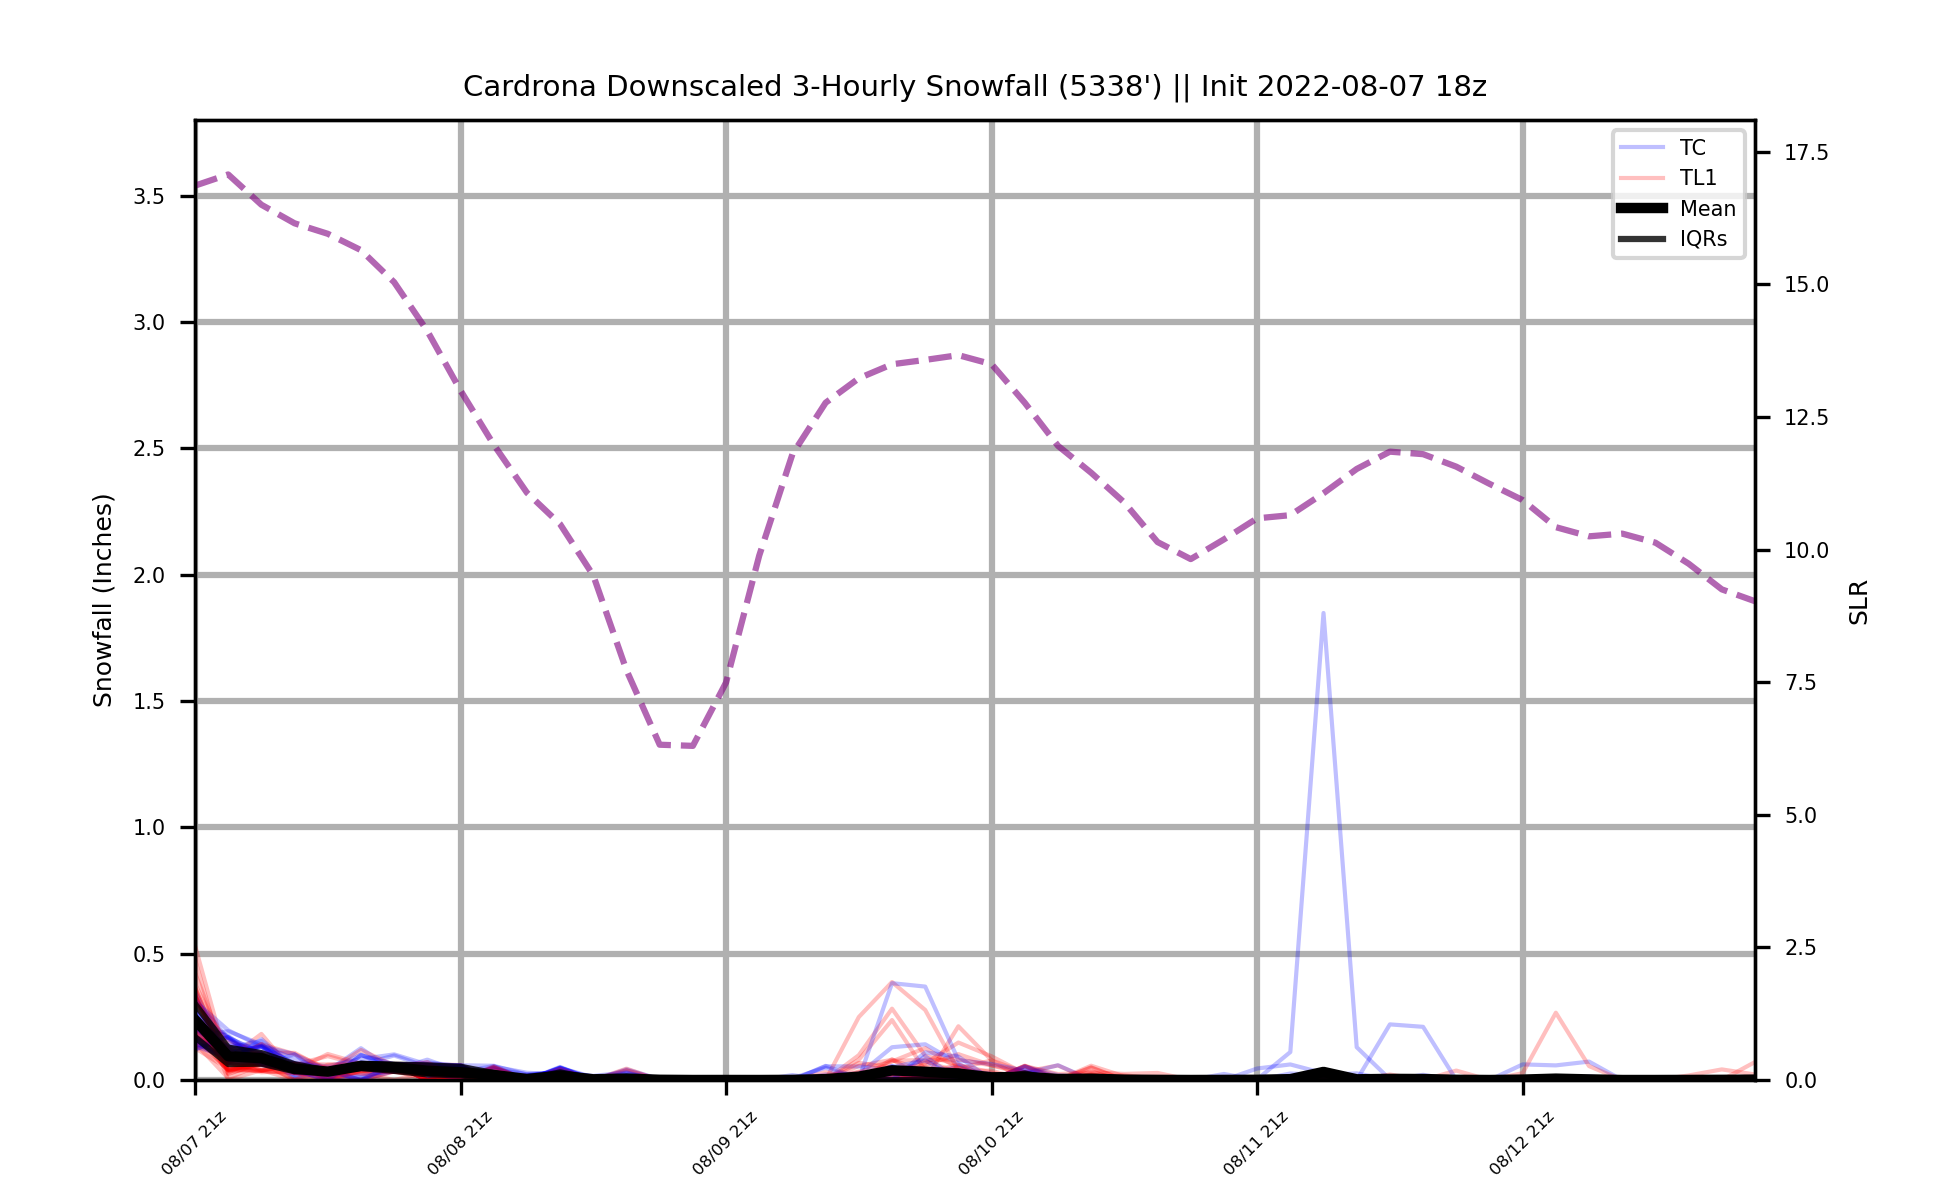 Cardrona Downscaled 3-Hourly Snowfall (5338') || Init 2022-08-07 18z
TC
TL1
Mean
IQRs
Snowfall (Inches)
3.5
3.0
2.5
2.0
1.5
1.0
0.5
0.0
17.5
15.0
12.5
10.0
7.5
5.0
2.5
0.0
SLR
08/07 21z
08/08 21z
08/09 21z
08/10 21z
08/11 21z
08/12 21z